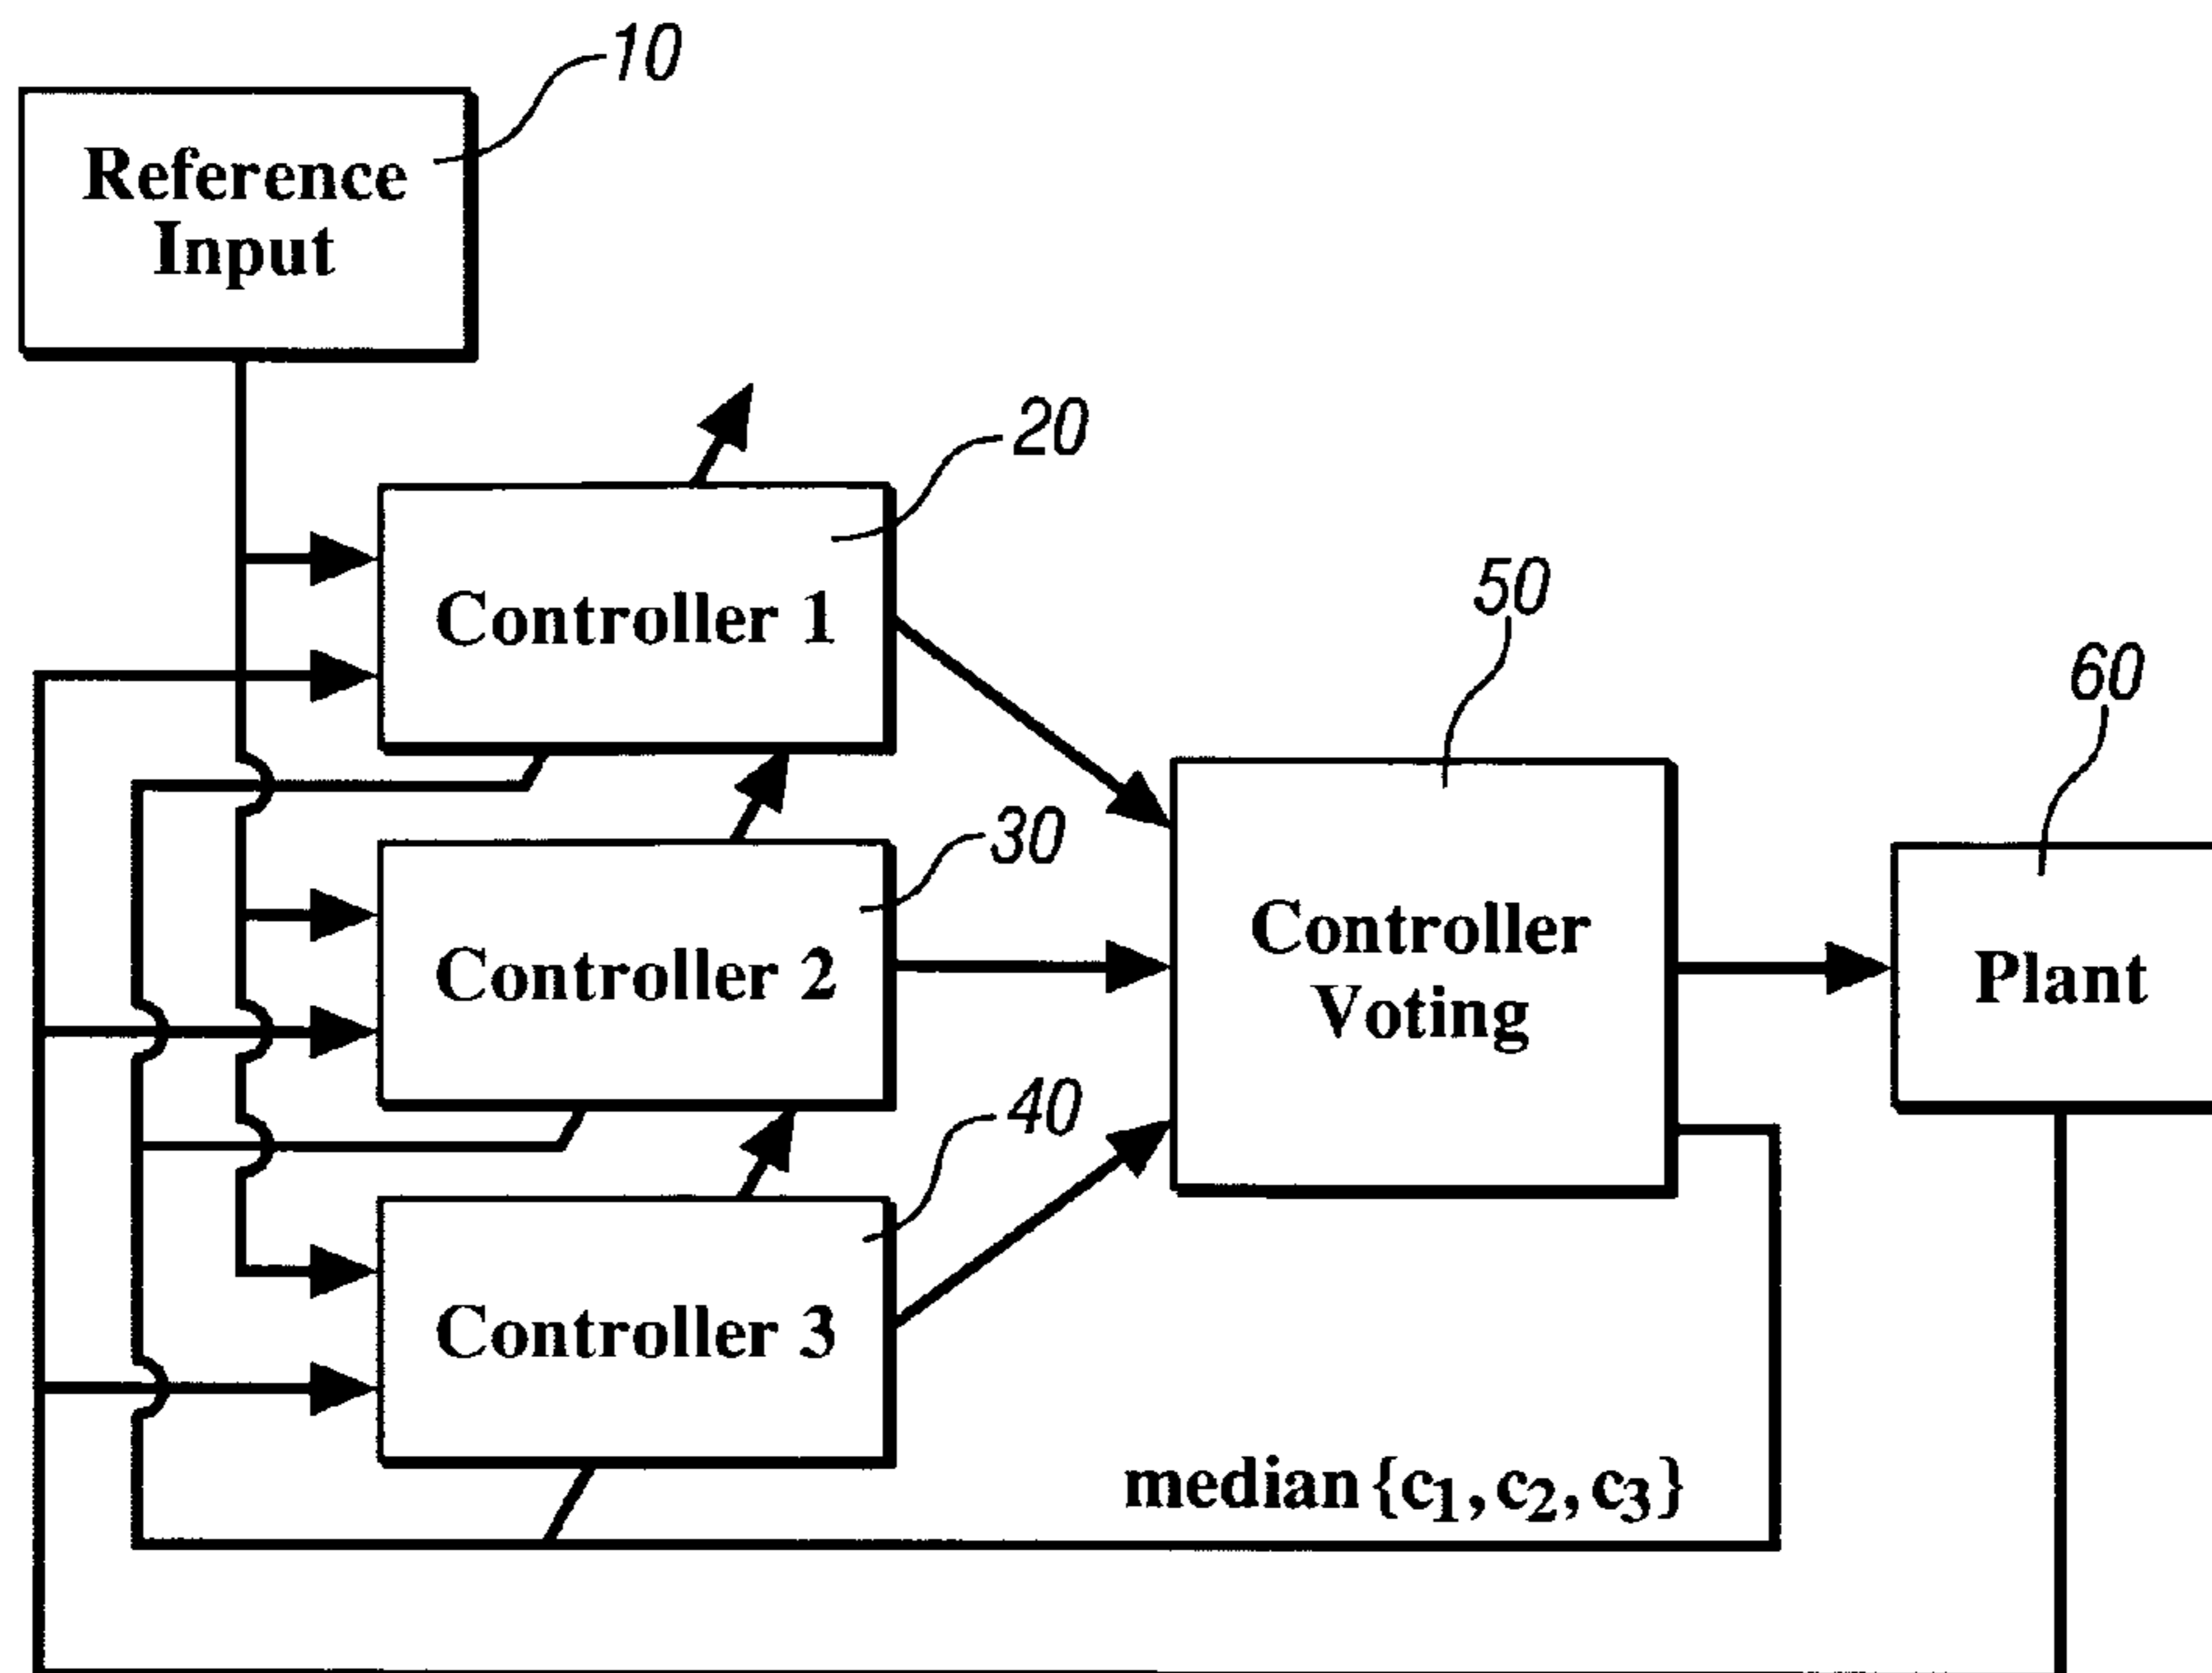 10
Reference
Input
20
Controller 1
50
60
30
Controller 2
Controller
Voting
Plant
40
Controller 3
median {c₁, c₂, c₃}